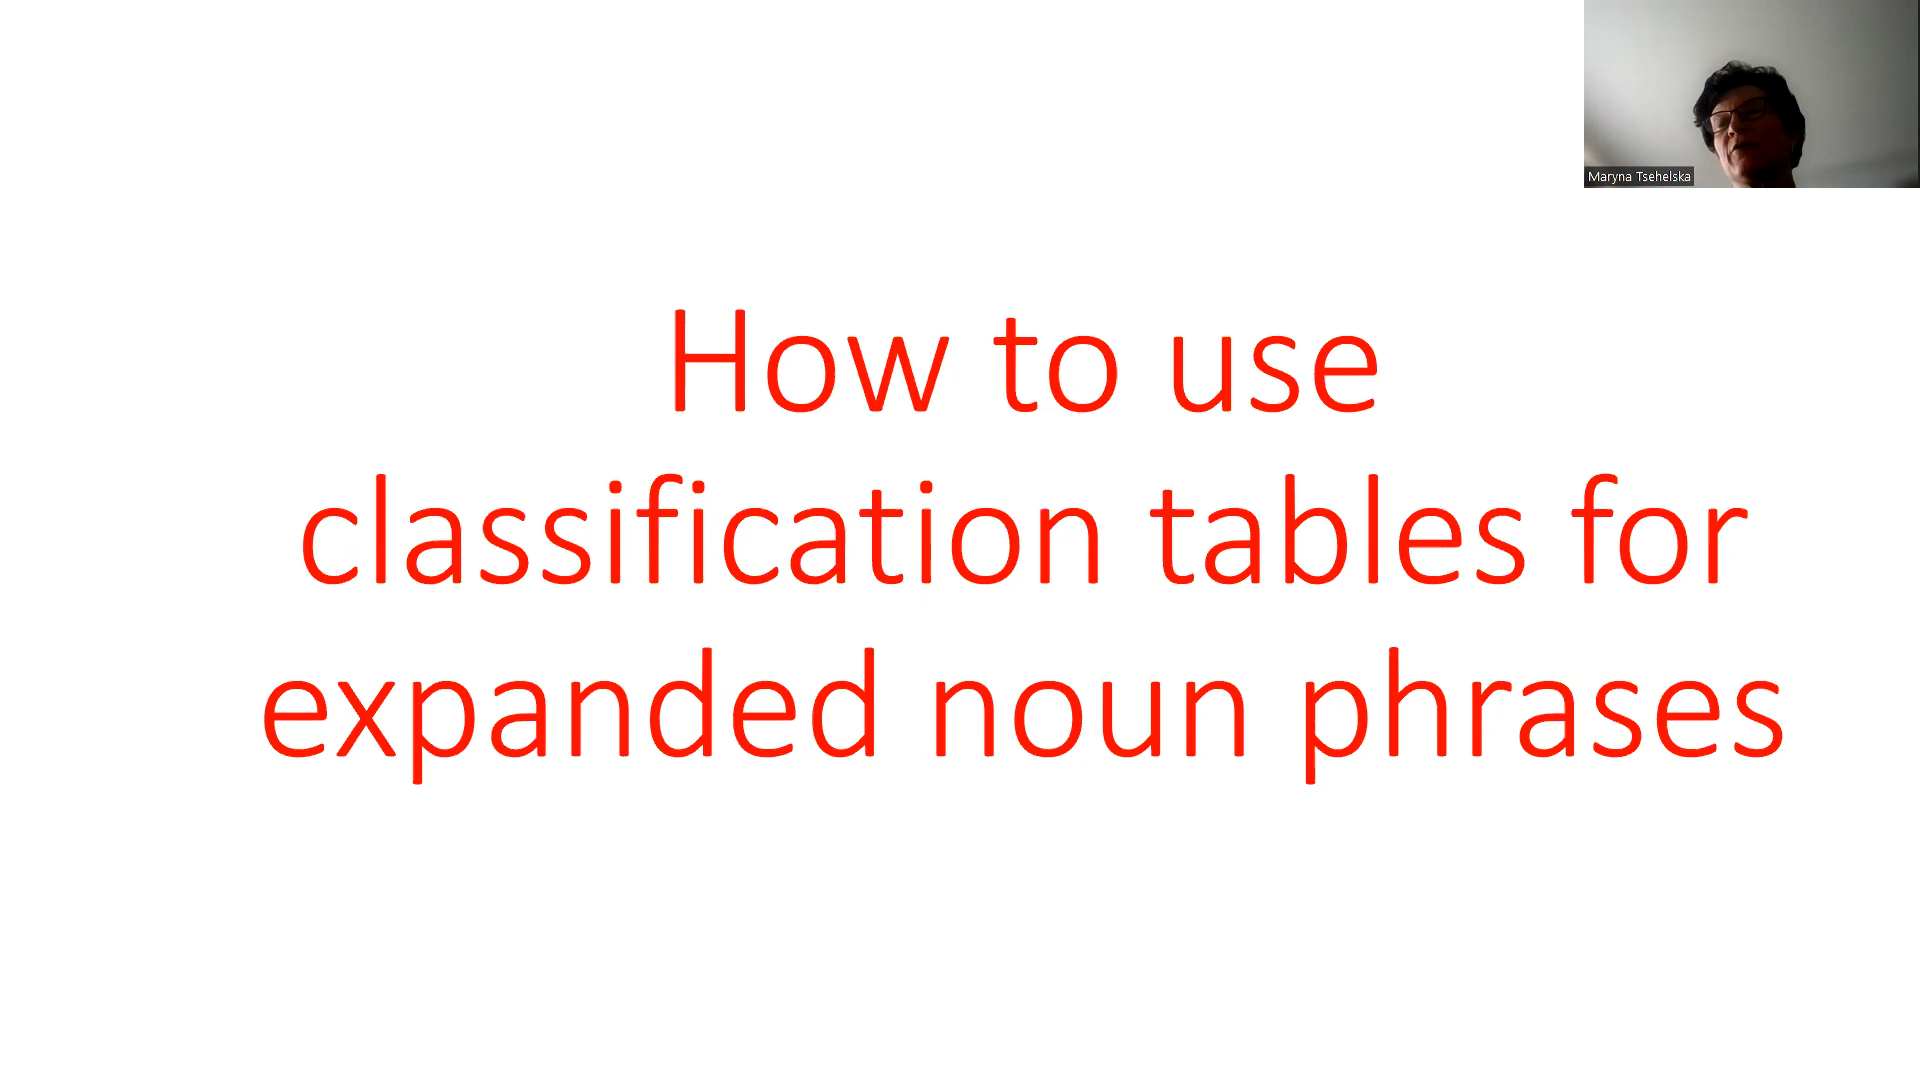 Maryna Tsehelska
How to use
classification tables for
expanded noun phrases